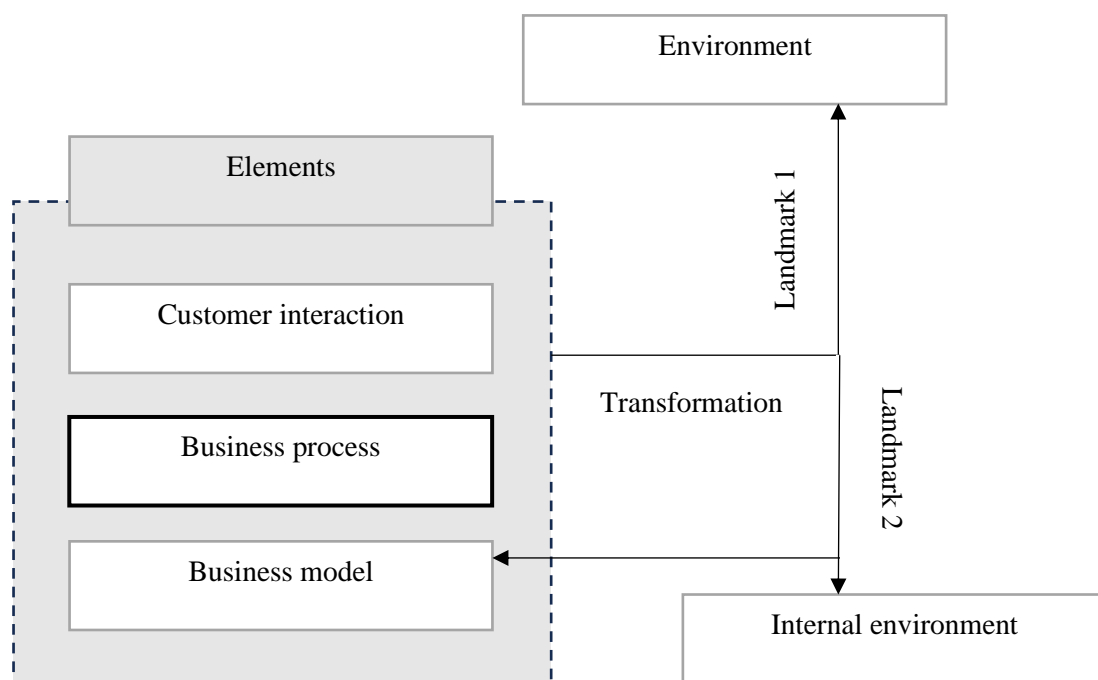 Environment
Elements
Landmark 1
Customer interaction
Transformation
Landmark 2
Business process
Business model
Internal environment